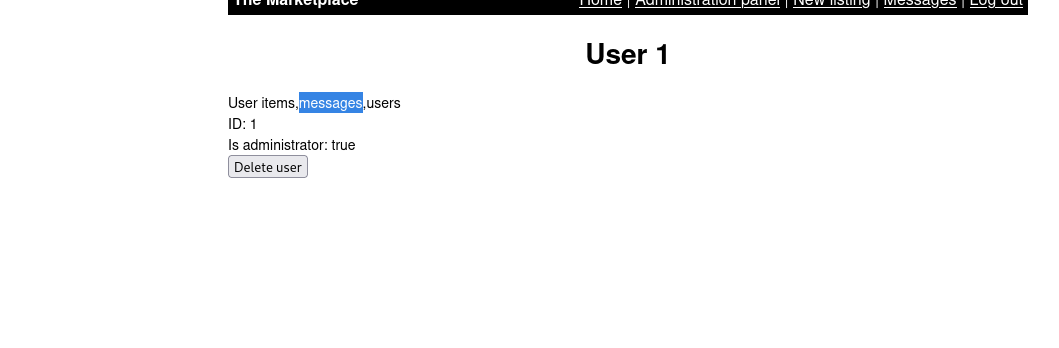 The Marketplace
Home | Administration panel | New listing | Messages | Log out
User 1
User items,messages,users
ID: 1
Is administrator: true
Delete user